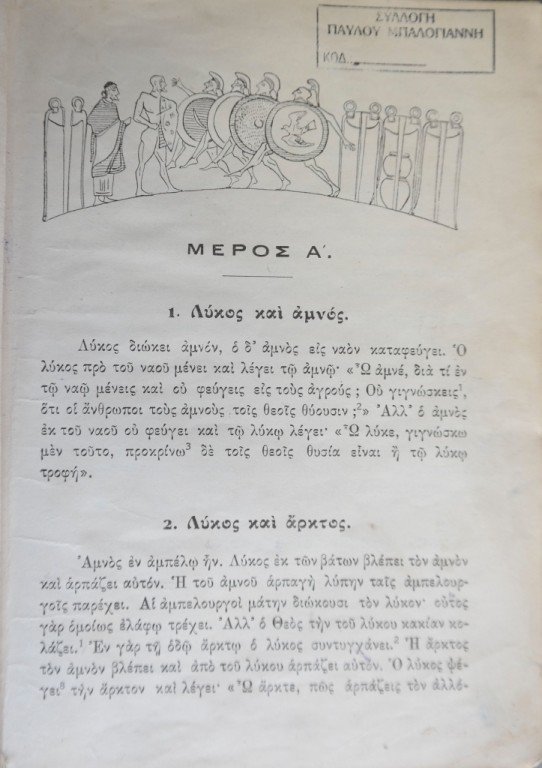 ΣΥΛΛΟΓΗ
ΠΑΥΛΟΥ ΜΠΑΛΟΓΙΑΝΝΗ
ΚΩΔ.
ΜΕΡΟΣ Α΄.
1. Λύκος καὶ ἀμνός.
Λύκος διώκει ἀμνόν, ὁ δ᾽ ἀμνὸς εἰς ναὸν καταφεύγει. Ὁ
λύκος πρὸ τοῦ ναοῦ μένει καὶ λέγει τῷ ἀμνῷ· «Ὦ ἀμνέ, διὰ τί ἐν
τῷ ναῷ μένεις καὶ οὐ φεύγεις εἰς τοὺς ἀγρούς; Οὐ γιγνώσκεις¹,
ὅτι οἱ ἄνθρωποι τοὺς ἀμνοὺς τοῖς θεοῖς θύουσιν;²» Ἀλλ᾽ ὁ ἀμνὸς
ἐκ τοῦ ναοῦ οὐ φεύγει καὶ τῷ λύκῳ λέγει· «Ὦ λύκε, γιγνώσκω
μὲν τοῦτο, προκρίνω³ δὲ τοῖς θεοῖς θυσία εἶναι ἢ τῷ λύκῳ
τροφή».
2. Λύκος καὶ ἄρκτος.
Ἀμνὸς ἐν ἀμπέλῳ ἦν. Λύκος ἐκ τῶν βάτων βλέπει τὸν ἀμνὸν
καὶ ἁρπάζει αὐτόν. Ἡ τοῦ ἀμνοῦ ἁρπαγὴ λύπην ταῖς ἀμπελουρ-
γοῖς παρέχει. Αἱ ἀμπελουργοὶ μάτην διώκουσι τὸν λύκον· οὗτος
γὰρ ὁμοίως ἐλάφῳ τρέχει. Ἀλλ᾽ ὁ Θεὸς τὴν τοῦ λύκου κακίαν κο-
λάζει.¹ Ἐν γὰρ τῇ ὁδῷ ἄρκτῳ ὁ λύκος συντυγχάνει.² Ἡ ἄρκτος
τὸν ἀμνὸν βλέπει καὶ ἀπὸ τοῦ λύκου ἁρπάζει αὐτόν. Ὁ λύκος ψέ-
γει⁸ τὴν ἄρκτον καὶ λέγει· «Ὦ ἄρκτε, πῶς ἁρπάζεις τὸν ἀλλό-